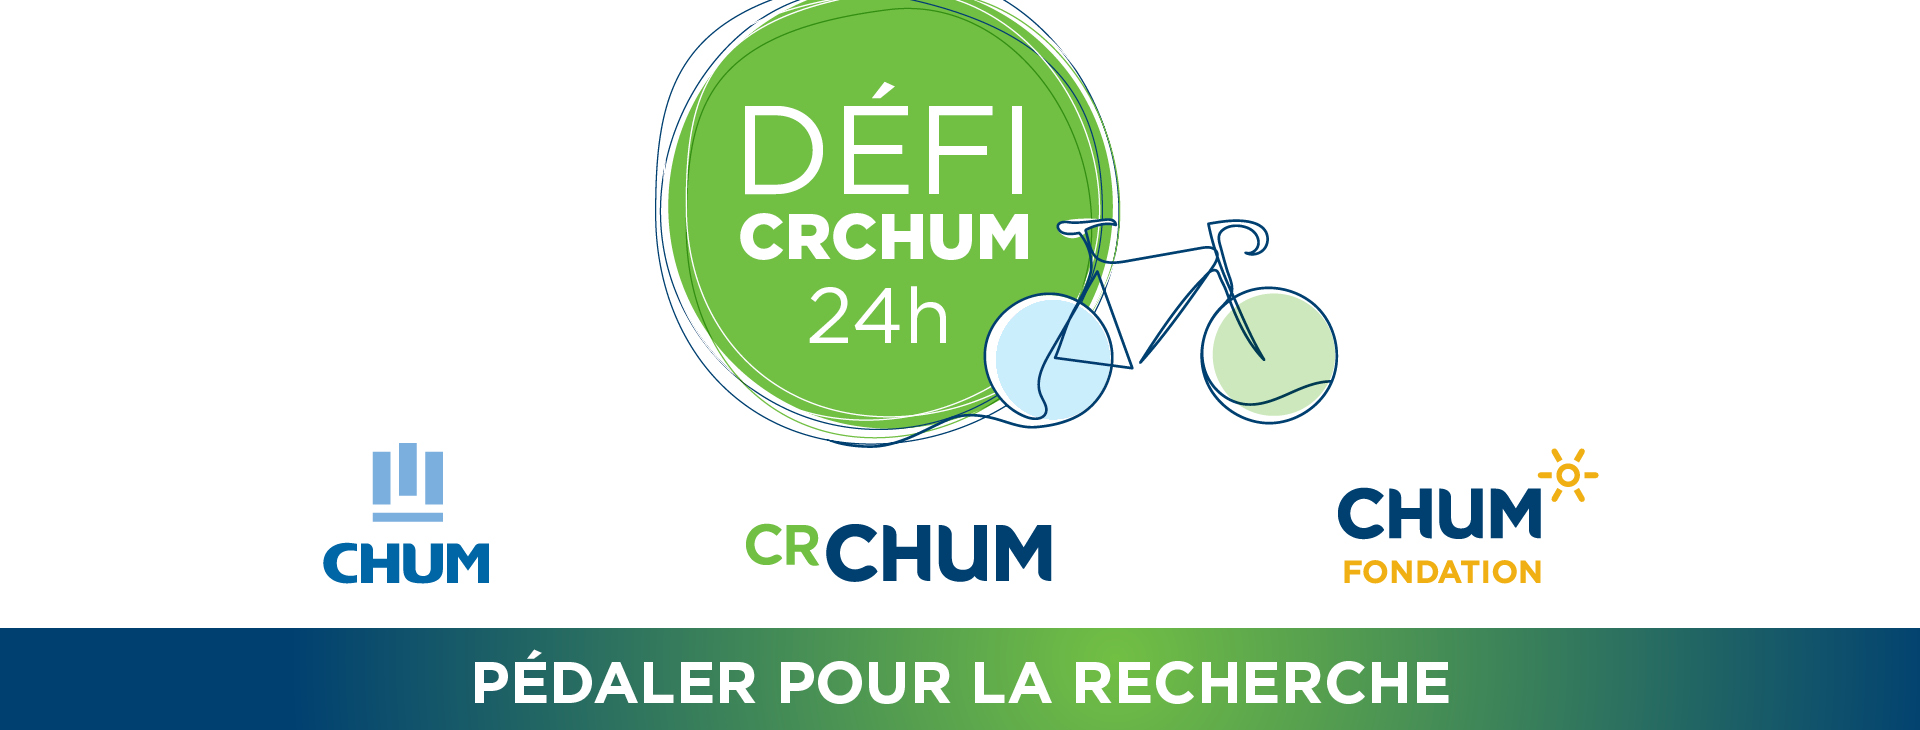 DÉFI
CRCHUM
24h
CHUM
CRCHUM
CHUM
FONDATION
PÉDALER POUR LA RECHERCHE